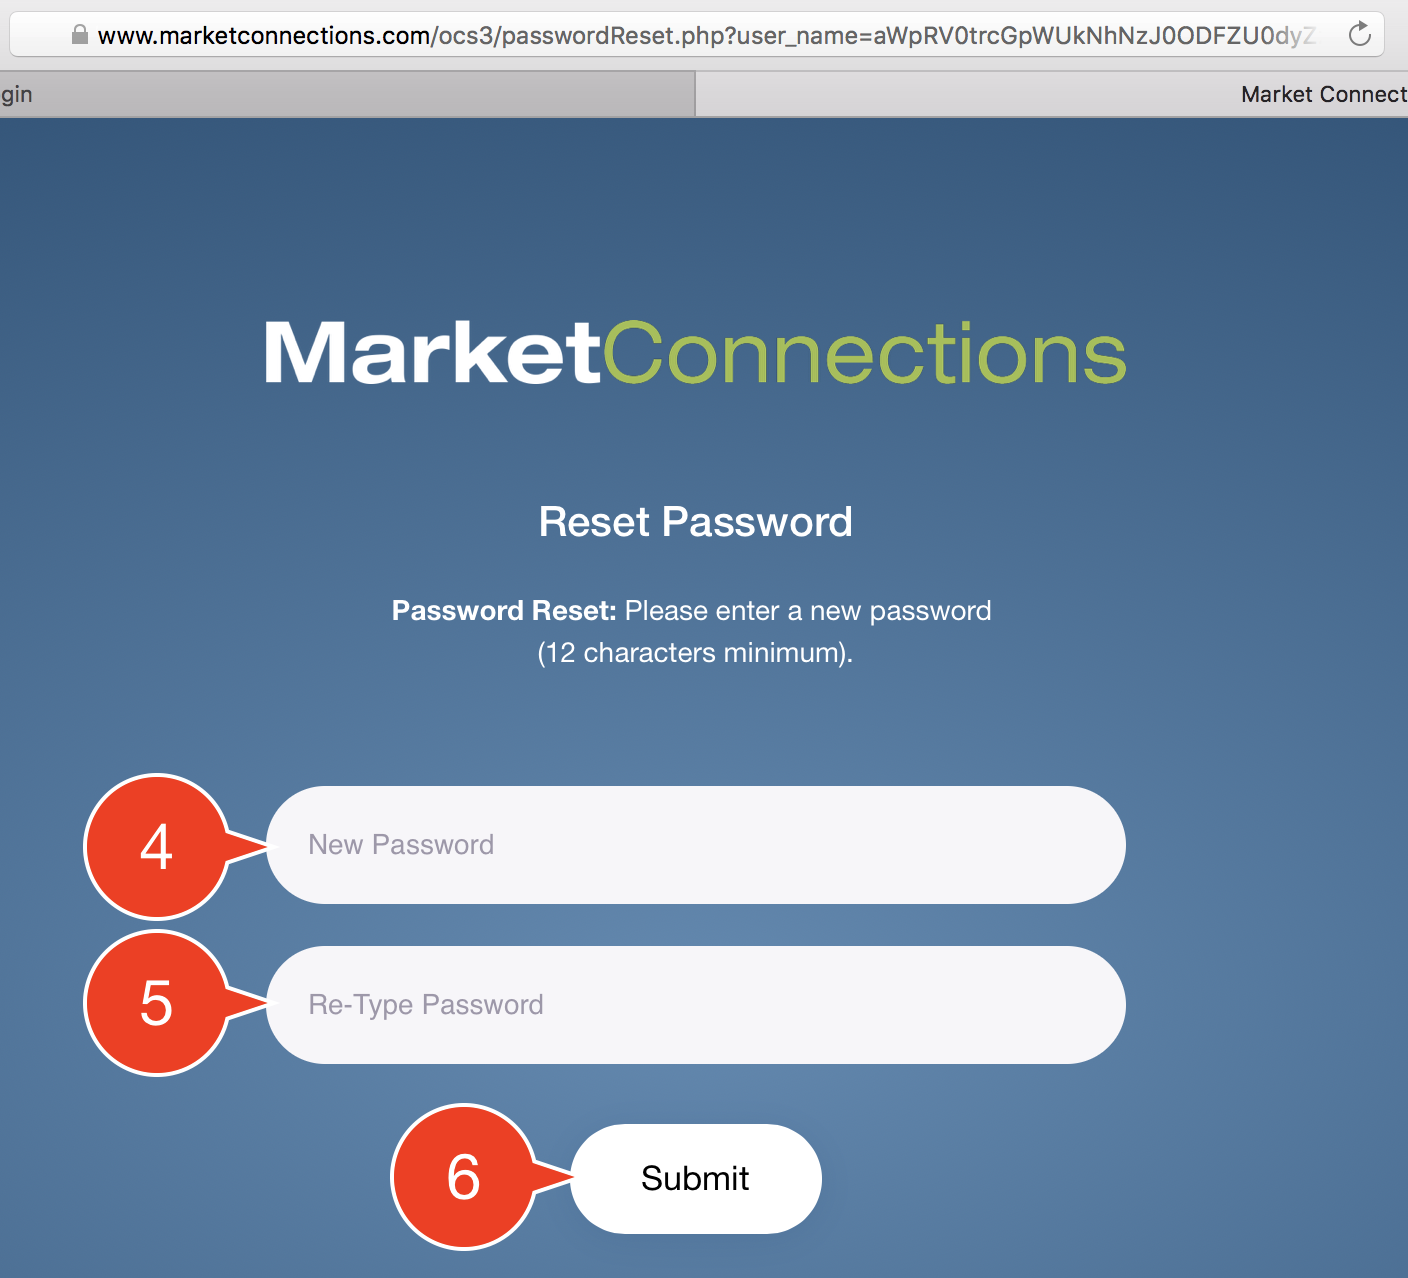 www.marketconnections.com/ocs3/passwordReset.php?user_name=aWpRV0trcGpWUkNhNzJ0ODFZU0dyZ
gin
Market Connect
MarketConnections
Reset Password
Password Reset: Please enter a new password
(12 characters minimum).
4
New Password
5
Re-Type Password
6
Submit